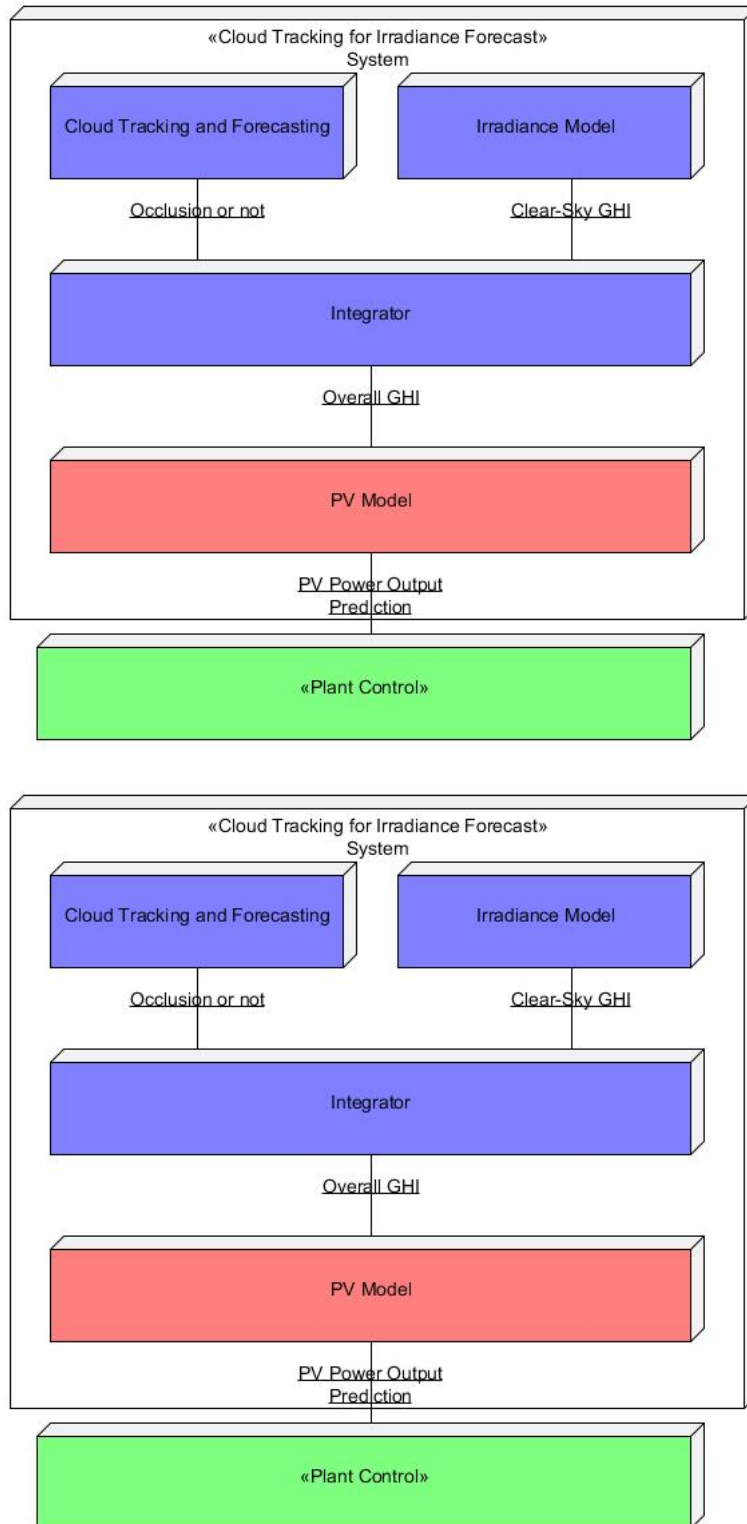 «Cloud Tracking for Irradiance Forecast»
System
Cloud Tracking and Forecasting
Irradiance Model
Occlusion or not
Clear-Sky GHI
Integrator
Overall GHI
PV Model
PV Power Output
Prediction
«Plant Control»
«Cloud Tracking for Irradiance Forecast»
System
Cloud Tracking and Forecasting
Irradiance Model
Occlusion or not
Clear-Sky GHI
Integrator
Overall GHI
PV Model
PV Power Output
Prediction
«Plant Control»